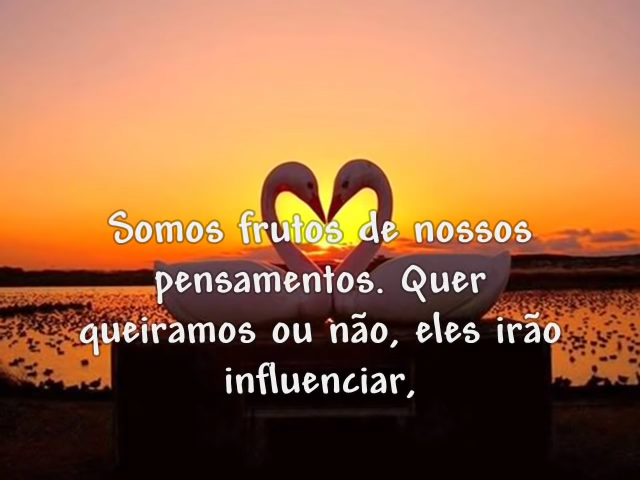 Somos frutos de nossos
pensamentos. Quer
queiramos ou não, eles irão
influenciar,